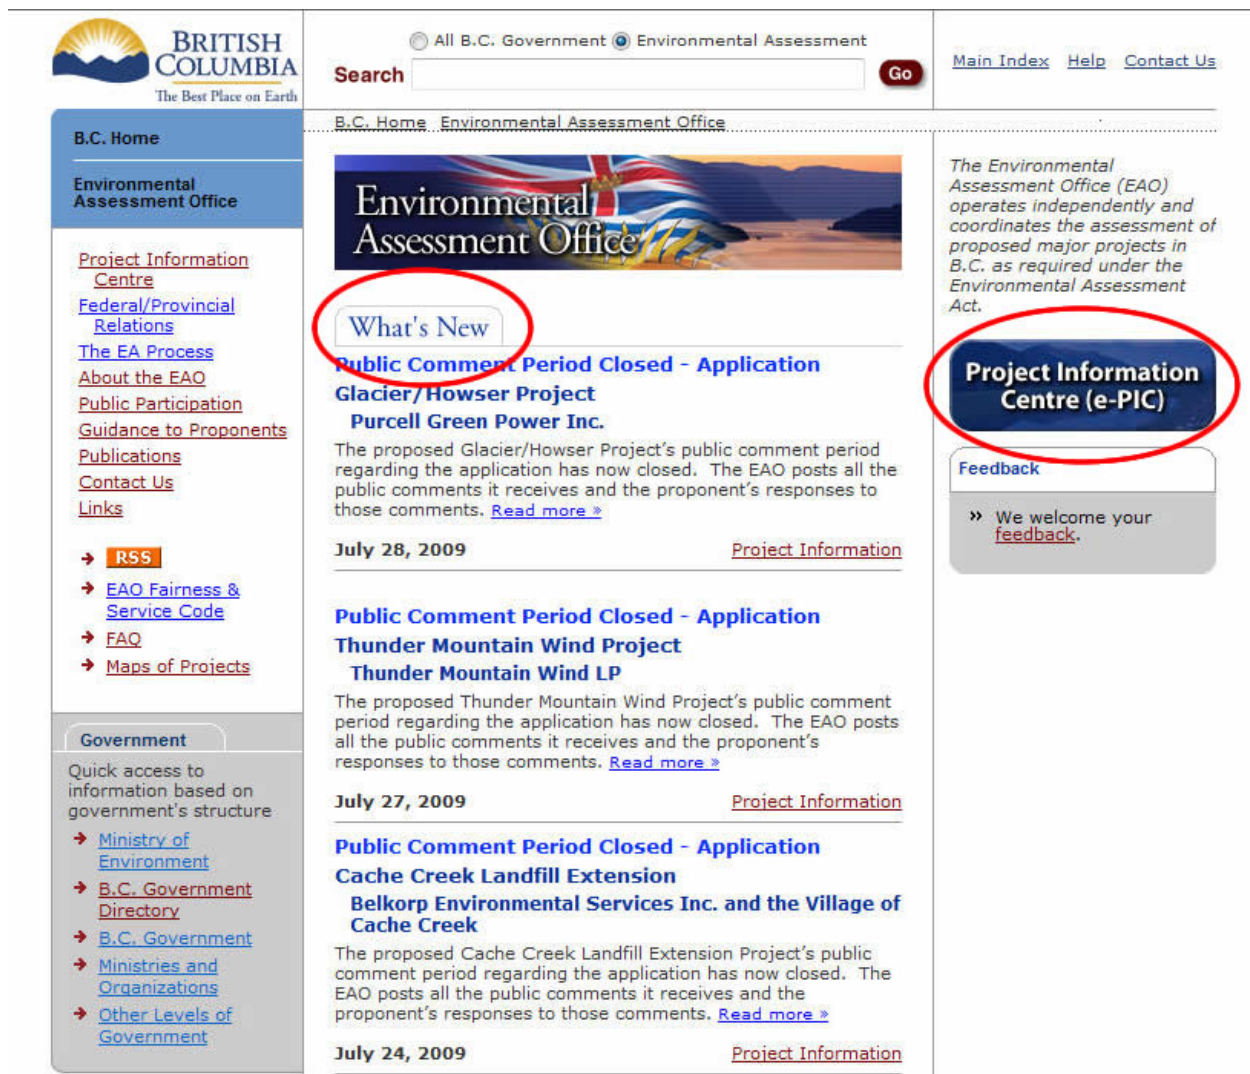 BRITISH
COLUMBIA
The Best Place on Earth
All B.C. Government Environmental Assessment
Search Go
Main Index Help Contact Us
B.C. Home Environmental Assessment Office
B.C. Home
Environmental
Assessment Office
Project Information
Centre
Federal/Provincial
Relations
The EA Process
About the EAO
Public Participation
Guidance to Proponents
Publications
Contact Us
Links
RSS
EAO Fairness &
Service Code
FAQ
Maps of Projects
Government
Quick access to
information based on
government's structure
Ministry of
Environment
B.C. Government
Directory
B.C. Government
Ministries and
Organizations
Other Levels of
Government
Environmental
Assessment Office
What's New
Public Comment Period Closed - Application
Glacier/Howser Project
Purcell Green Power Inc.
The proposed Glacier/Howser Project's public comment period
regarding the application has now closed. The EAO posts all the
public comments it receives and the proponent's responses to
those comments. Read more »
July 28, 2009 Project Information
Public Comment Period Closed - Application
Thunder Mountain Wind Project
Thunder Mountain Wind LP
The proposed Thunder Mountain Wind Project's public comment
period regarding the application has now closed. The EAO posts
all the public comments it receives and the proponent's
responses to those comments. Read more »
July 27, 2009 Project Information
Public Comment Period Closed - Application
Cache Creek Landfill Extension
Belkorp Environmental Services Inc. and the Village of
Cache Creek
The proposed Cache Creek Landfill Extension Project's public
comment period regarding the application has now closed. The
EAO posts all the public comments it receives and the
proponent's responses to those comments. Read more »
July 24, 2009 Project Information
The Environmental
Assessment Office (EAO)
operates independently and
coordinates the assessment of
proposed major projects in
B.C. as required under the
Environmental Assessment
Act.
Project Information
Centre (e-PIC)
Feedback
» We welcome your
feedback.